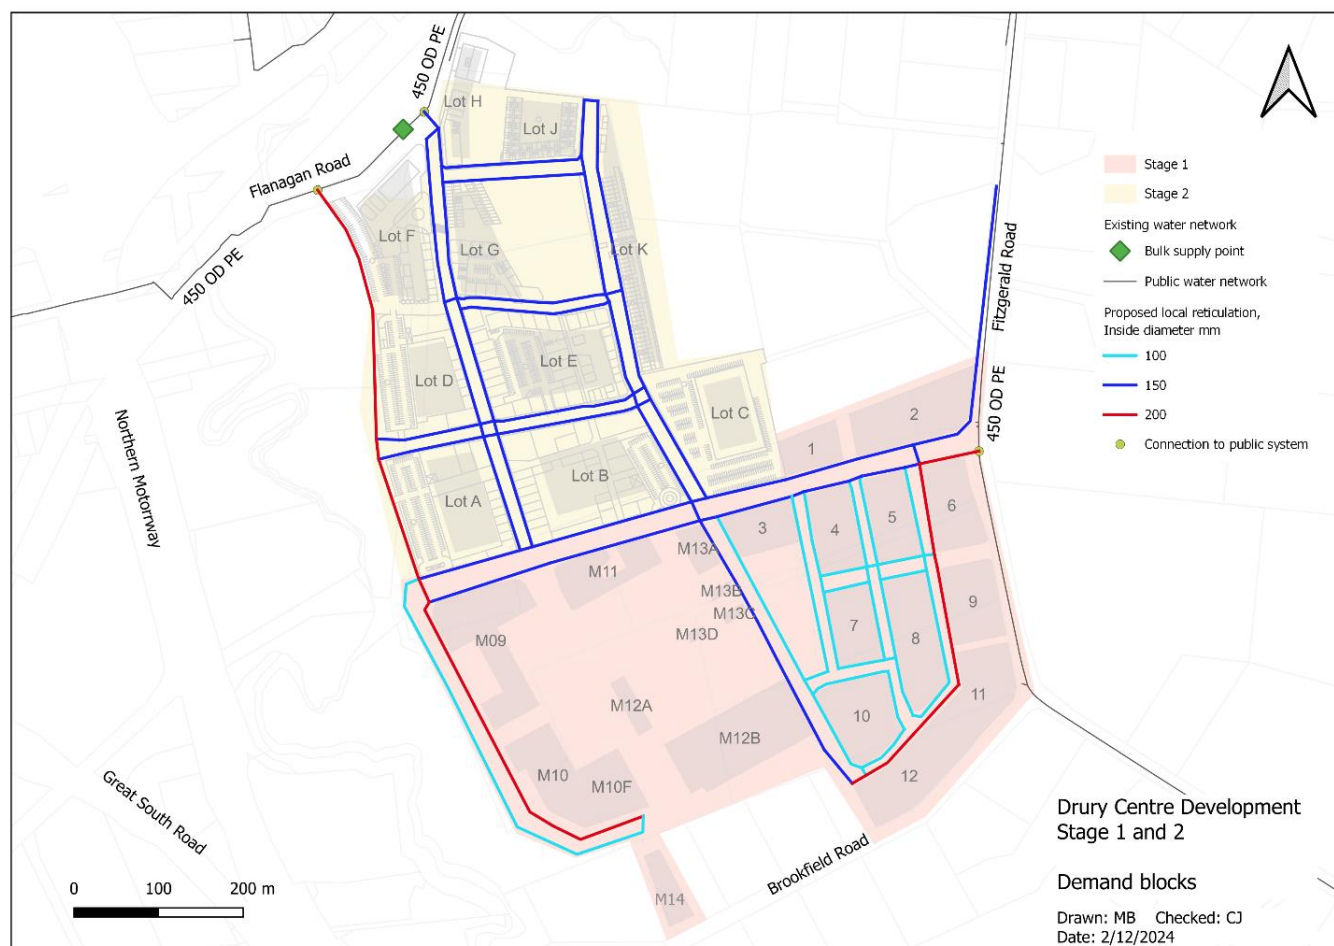 450 OD PE
Lot H
Lot J
Flanagan Road
Lot F
Lot G
Lot K
450 OD PE
Lot D
Lot E
Lot C
Lot A
Lot B
Northern Motorrway
Great South Road
Fitzgerald Road
450 OD PE
1
2
3
4
5
6
7
8
9
10
11
12
M13A
M11
M13B
M13C
M13D
M09
M12A
M12B
M10
M10F
M14
Brookfield Road
Stage 1
Stage 2
Existing water network
Bulk supply point
Public water network
Proposed local reticulation,
Inside diameter mm
100
150
200
Connection to public system
0 100 200 m
Drury Centre Development
Stage 1 and 2
Demand blocks
Drawn: MB Checked: CJ
Date: 2/12/2024